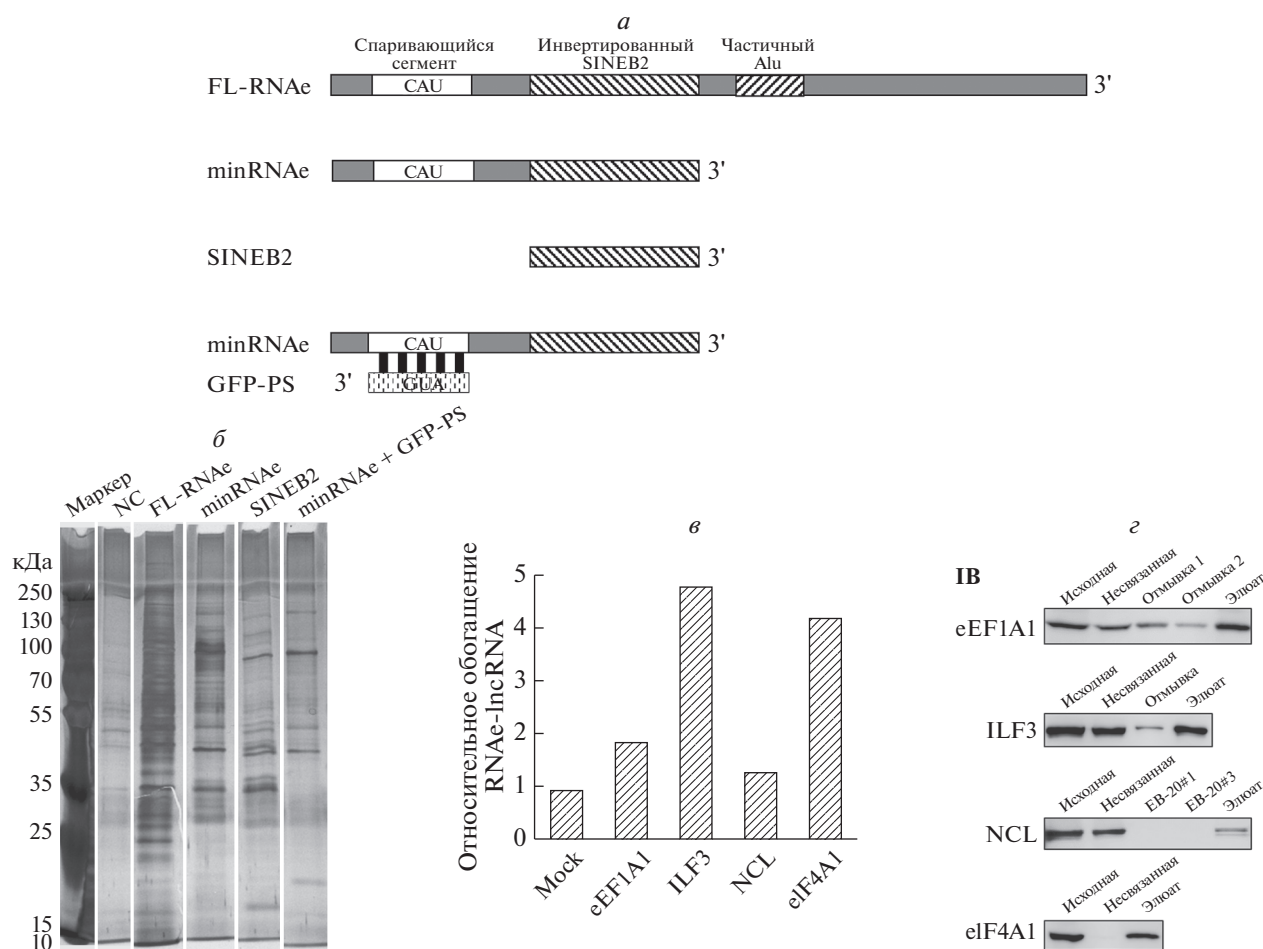 а
Спаривающийся
сегмент
Инвертированный
SINEB2
Частичный
Alu
FL-RNAe
CAU
3'
minRNAe
CAU
3'
SINEB2
3'
minRNAe
CAU
3'
GFP-PS
3'
GUA
б
Маркер
NC
FL-RNAe
minRNAe
SINEB2
minRNAe + GFP-PS
кДа
250
130
100
70
55
35
25
15
10
в
Относительное обогащение
RNAe-lncRNA
5
4
3
2
1
0
Mock
eEF1A1
ILF3
NCL
elF4A1
г
IB
Исходная
Несвязанная
Отмывка 1
Отмывка 2
Элюат
eEF1A1
Исходная
Несвязанная
Отмывка
Элюат
ILF3
Исходная
Несвязанная
EB-20#1
EB-20#3
Элюат
NCL
Исходная
Несвязанная
Элюат
elF4A1